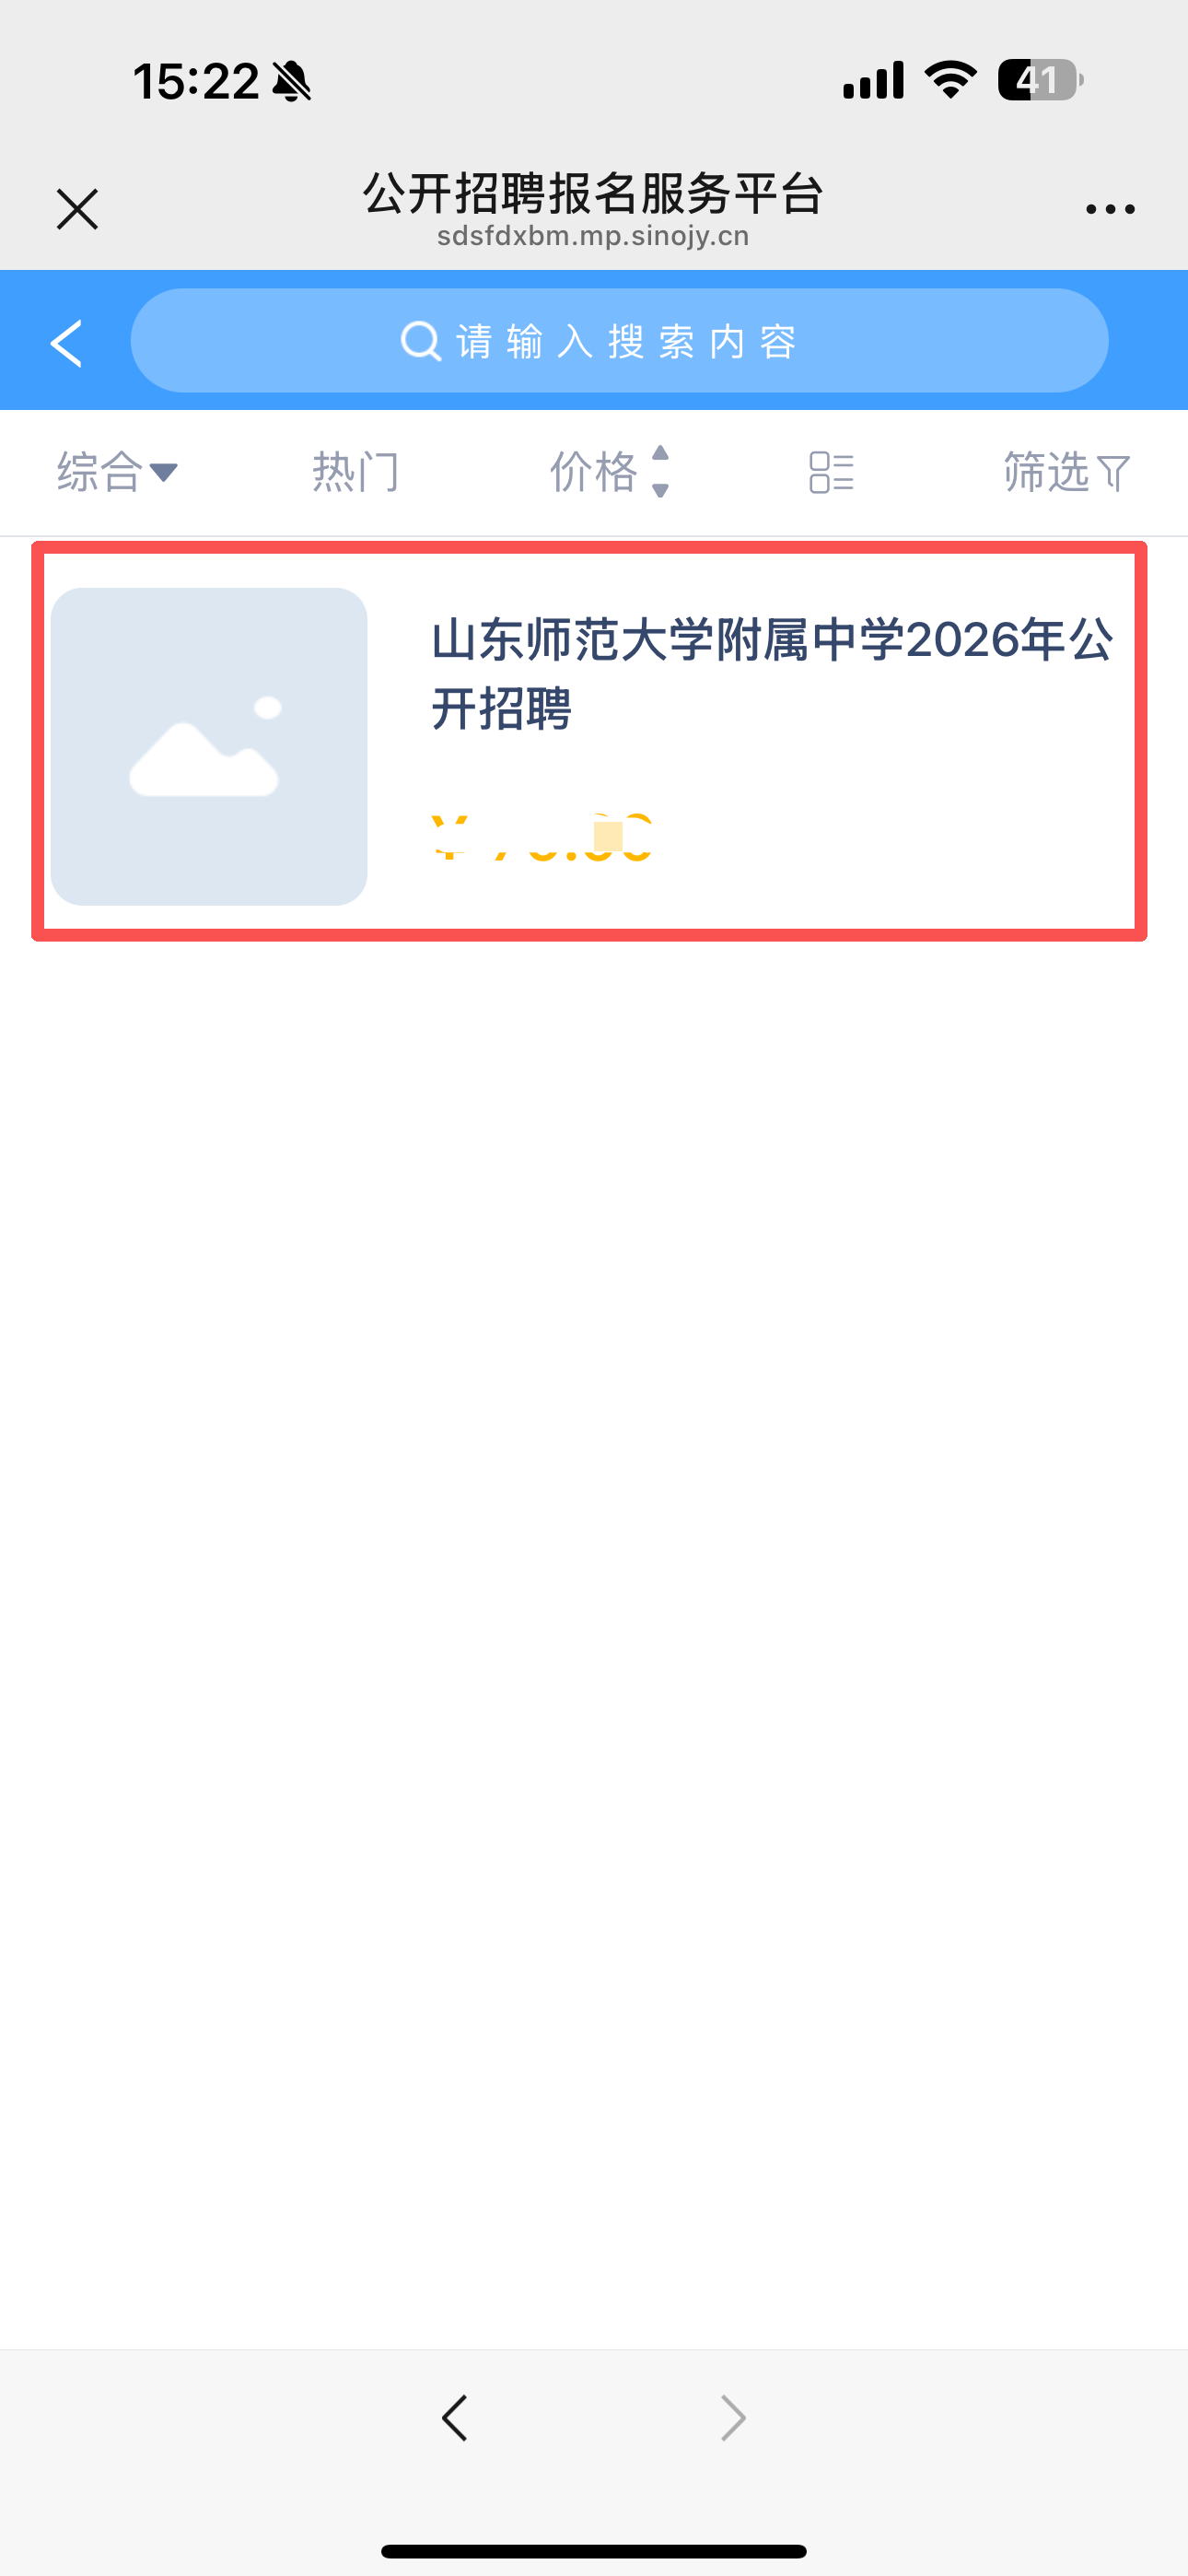 15:22
41
公开招聘报名服务平台
sdsfdxbm.mp.sinojy.cn
请输入搜索内容
综合
热门
价格
筛选
山东师范大学附属中学2026年公
开招聘